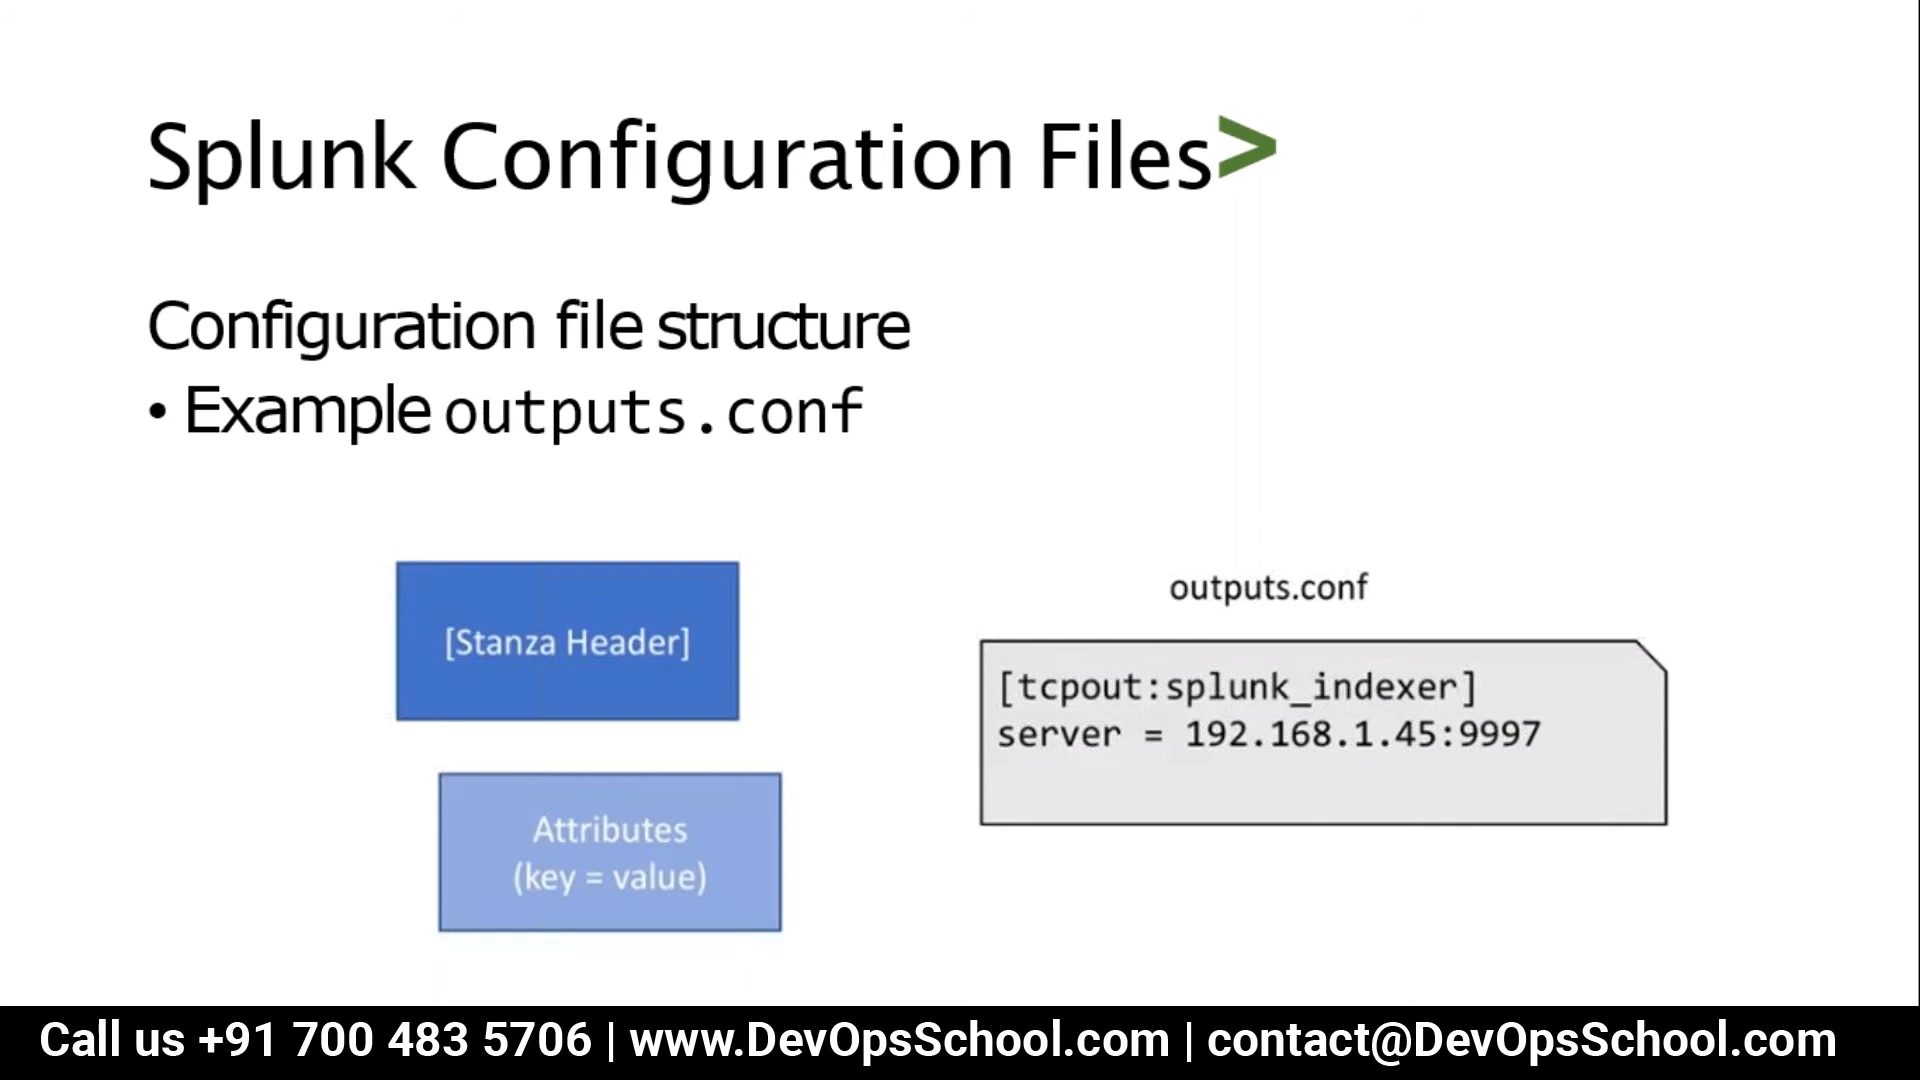 Splunk Configuration Files>
Configuration file structure
• Example outputs.conf
[Stanza Header]
Attributes
(key = value)
outputs.conf
[tcpout:splunk_indexer]
server = 192.168.1.45:9997
Call us +91 700 483 5706 | www.DevOpsSchool.com | contact@DevOpsSchool.com